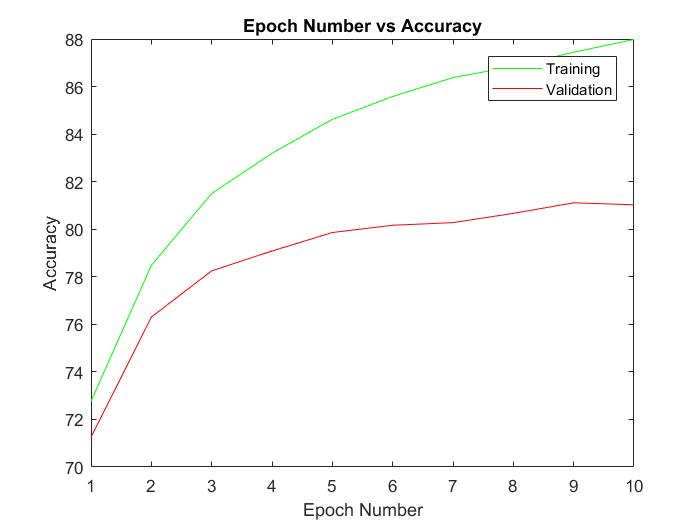 Epoch Number vs Accuracy
88
86
84
82
80
78
76
74
72
70
Accuracy
Training
Validation
1 2 3 4 5 6 7 8 9 10
Epoch Number